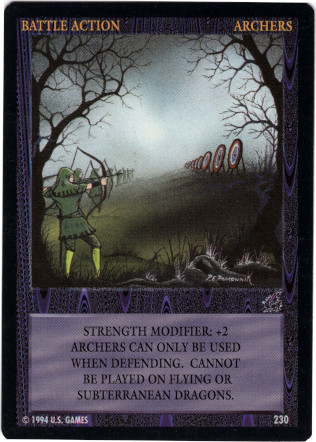 BATTLE ACTION ARCHERS
STRENGTH MODIFIER: +2
ARCHERS CAN ONLY BE USED
WHEN DEFENDING. CANNOT
BE PLAYED ON FLYING OR
SUBTERRANEAN DRAGONS.
© 1994 U.S. GAMES 230